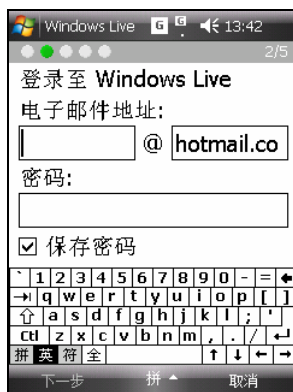 Windows Live G G 13:42
2/5
登录至 Windows Live
电子邮件地址:
@ hotmail.co
密码:
保存密码
` 1 2 3 4 5 6 7 8 9 0 - =
q w e r t y u i o p [ ]
a s d f g h j k l ; '
Ctl z x c v b n m , . /
拼 英 符 全
下一步 拼 取消